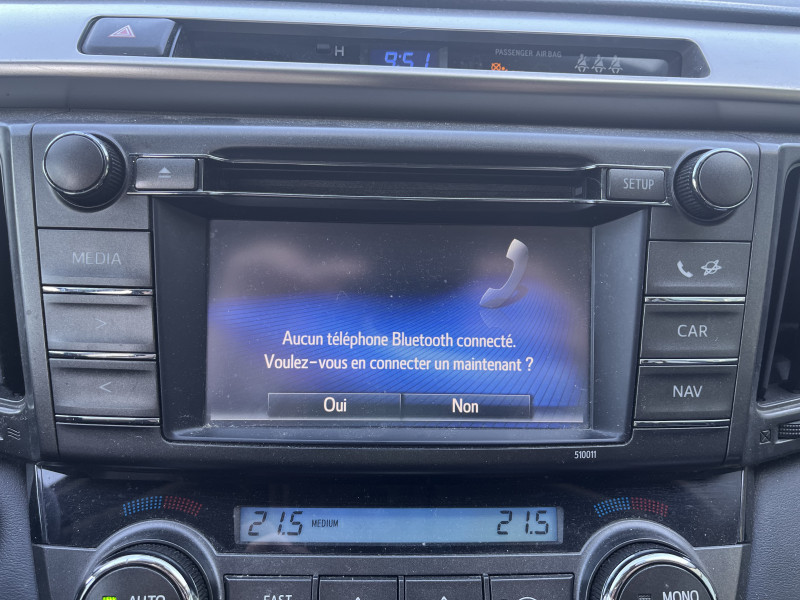 H
9:51
PASSENGER AIR BAG
SETUP
MEDIA
>
<
CAR
NAV
Aucun téléphone Bluetooth connecté.
Voulez-vous en connecter un maintenant ?
Oui
Non
510011
21.5
MEDIUM
21.5
AUTO
FAST
MONO